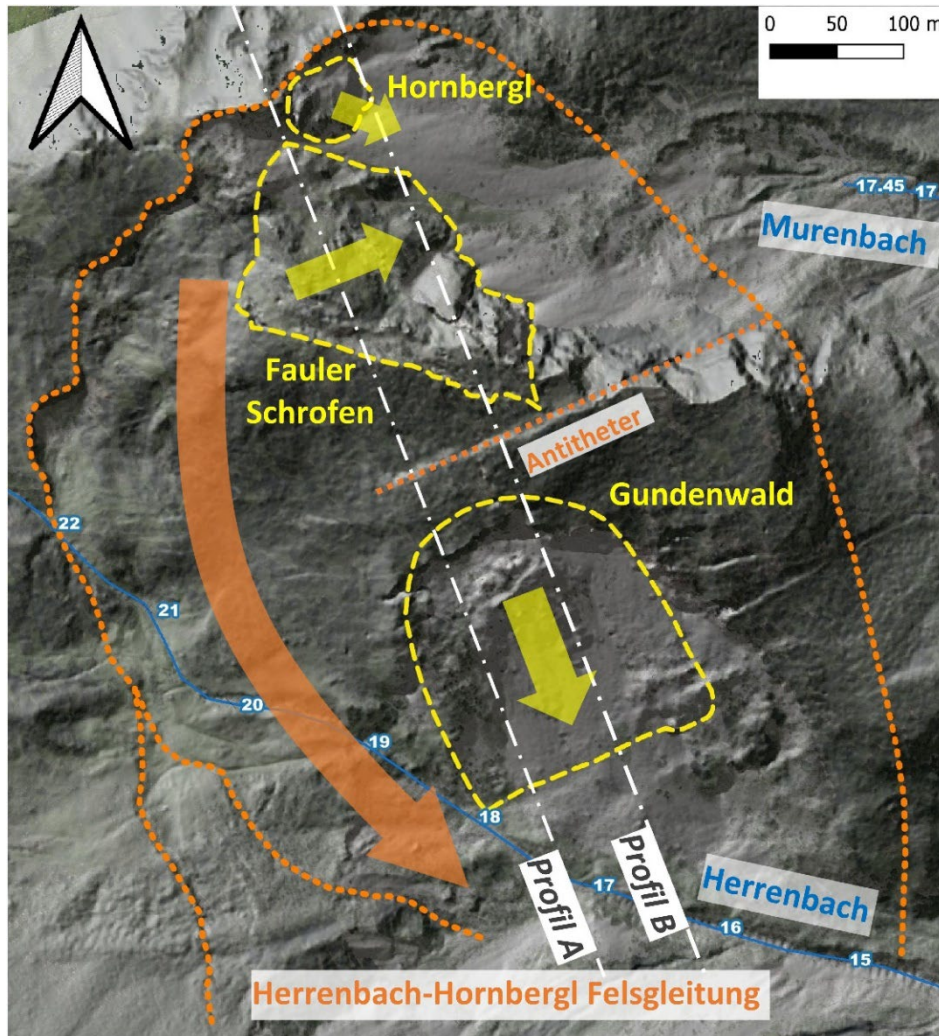 0 50 100 m
Hornbergl
17.45 17
Murenbach
Fauler
Schrofen
Antitheter
Gundenwald
22
21
20
19
18
Profil A
Profil B
17
Herrenbach
16
15
Herrenbach-Hornbergl Felsgleitung